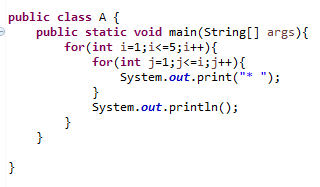 public class A {
    public static void main(String[] args){
        for(int i=1;i<=5;i++){
            for(int j=1;j<=i;j++){
                System.out.print("* ");
            }
            System.out.println();
        }
    }

}